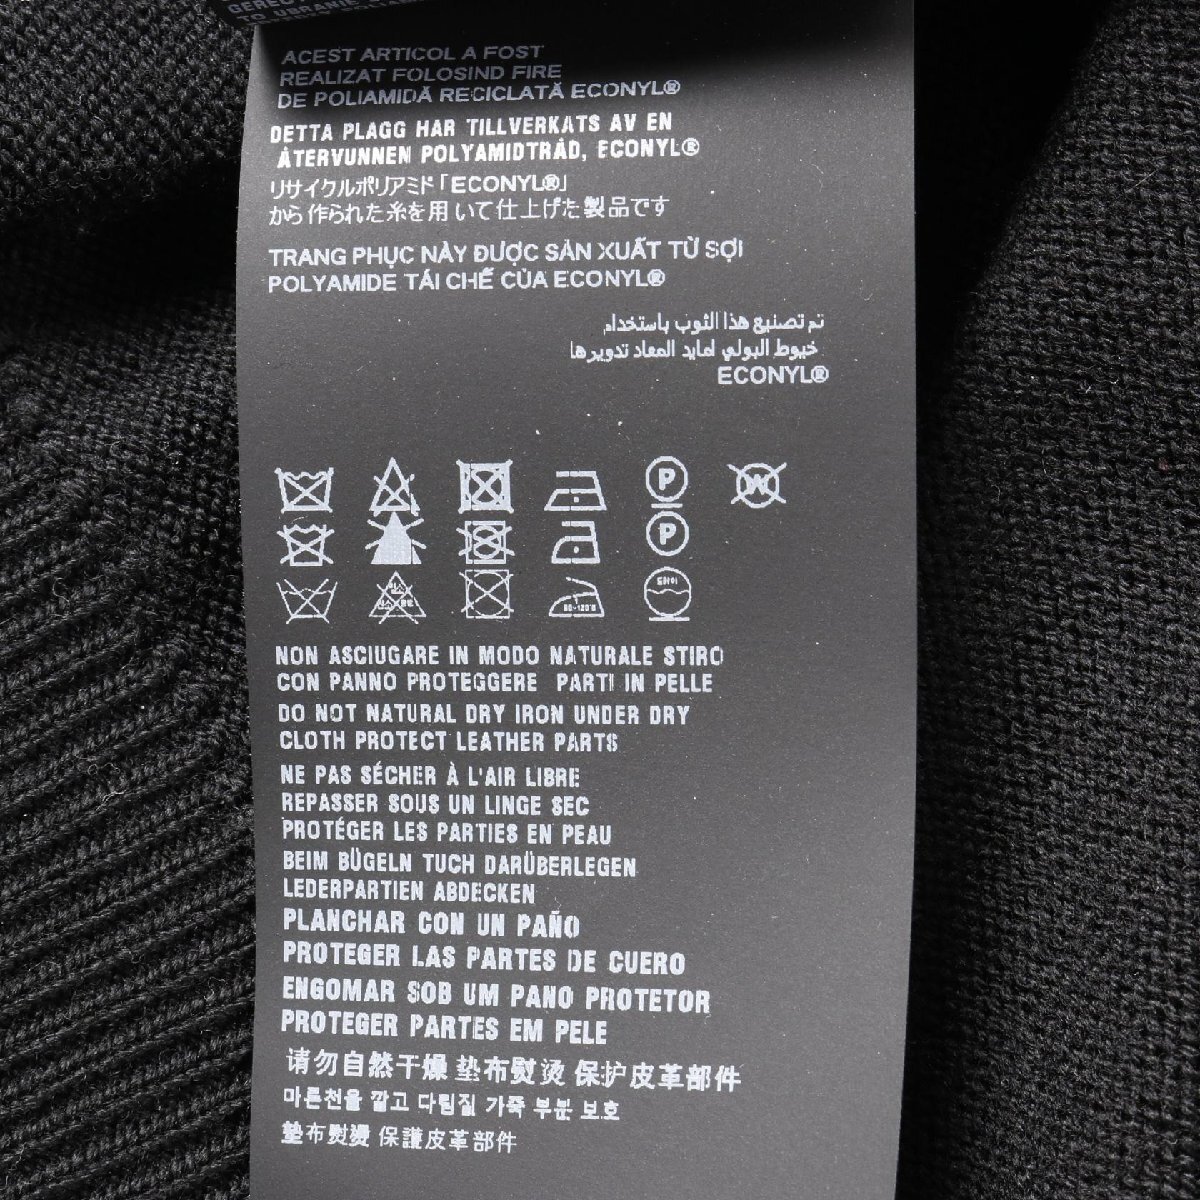 TO UBRANIE
ACEST ARTICOL A FOST
REALIZAT FOLOSIND FIRE
DE POLIAMIDĂ RECICLATĂ ECONYL®
DETTA PLAGG HAR TILLVERKATS AV EN
ÅTERVUNNEN POLYAMIDTRÅD, ECONYL®
リサイクルポリアミド「ECONYL®」
から作られた糸を用いて仕上げた製品です
TRANG PHỤC NÀY ĐƯỢC SẢN XUẤT TỪ SỢI
POLYAMIDE TÁI CHẾ CỦA ECONYL®
تم تصنيع هذا الثوب باستخدام
خيوط البولي امايد المعاد تدويرها
ECONYL®
P W
P
드라이
80-120°C
NON ASCIUGARE IN MODO NATURALE STIRO
CON PANNO PROTEGGERE PARTI IN PELLE
DO NOT NATURAL DRY IRON UNDER DRY
CLOTH PROTECT LEATHER PARTS
NE PAS SÉCHER À L'AIR LIBRE
REPASSER SOUS UN LINGE SEC
PROTÉGER LES PARTIES EN PEAU
BEIM BÜGELN TUCH DARÜBERLEGEN
LEDERPARTIEN ABDECKEN
PLANCHAR CON UN PAÑO
PROTEGER LAS PARTES DE CUERO
ENGOMAR SOB UM PANO PROTETOR
PROTEGER PARTES EM PELE
请勿自然干燥 垫布熨烫 保护皮革部件
마른천을 깔고 다림질 가죽 부분 보호
墊布熨燙 保護皮革部件